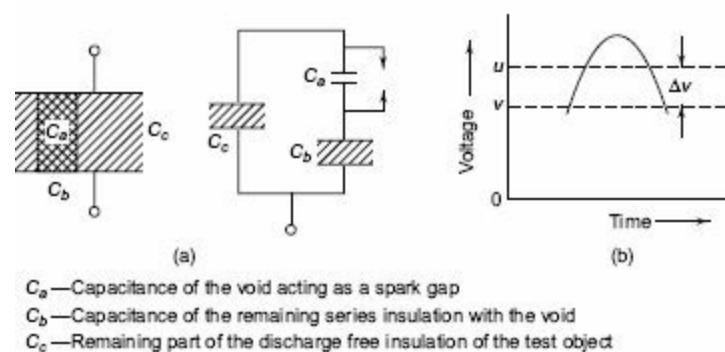 Ca
Cc
Cb
Ca
Cc
Cb
(a)
Voltage
u
v
Δv
0
Time
(b)
Ca—Capacitance of the void acting as a spark gap
Cb—Capacitance of the remaining series insulation with the void
Cc—Remaining part of the discharge free insulation of the test object